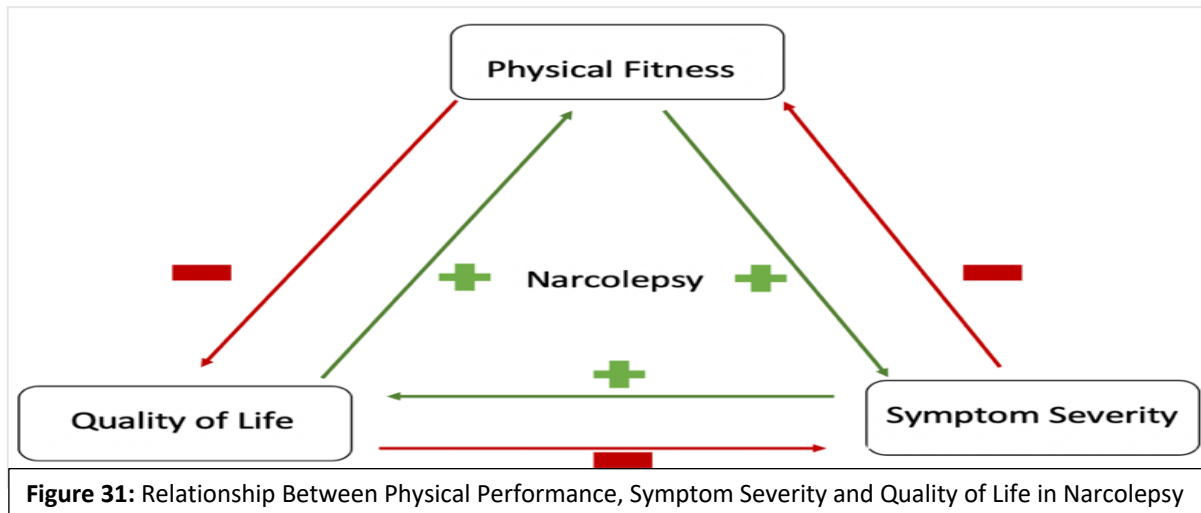 Physical Fitness
Narcolepsy
Quality of Life
Symptom Severity
Figure 31: Relationship Between Physical Performance, Symptom Severity and Quality of Life in Narcolepsy